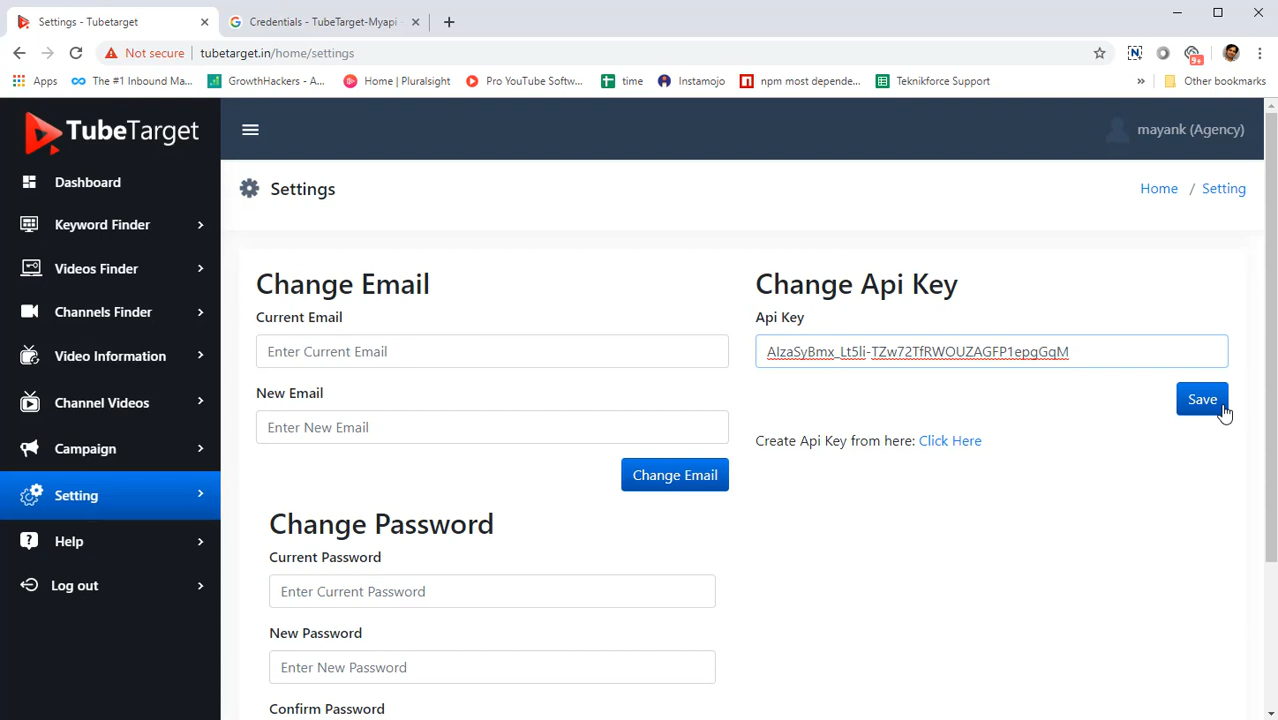 Settings - Tubetarget
Credentials - TubeTarget-Myapi -
Not secure
tubetarget.in/home/settings
9+
Apps
The #1 Inbound Ma...
GrowthHackers - A...
Home | Pluralsight
Pro YouTube Softw...
time
Instamojo
npm most depende...
Teknikforce Support
»
Other bookmarks
TubeTarget
mayank (Agency)
Dashboard
Keyword Finder
Videos Finder
Channels Finder
Video Information
Channel Videos
Campaign
Setting
Help
Log out
Settings
Home / Setting
Change Email
Current Email
Enter Current Email
New Email
Enter New Email
Change Email
Change Api Key
Api Key
AIzaSyBmx_Lt5li-TZw72TfRWOUZAGFP1epgGqM
Save
Create Api Key from here: Click Here
Change Password
Current Password
Enter Current Password
New Password
Enter New Password
Confirm Password